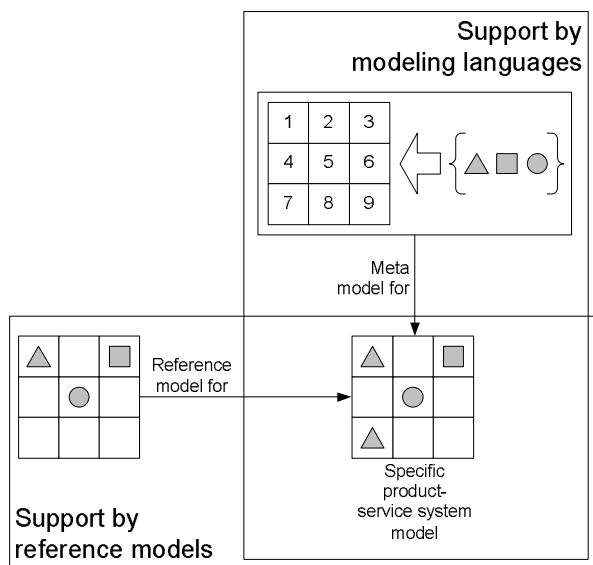 Support by
modeling languages
1 2 3
4 5 6
7 8 9
Meta
model for
Reference
model for
Specific
product-
service system
model
Support by
reference models